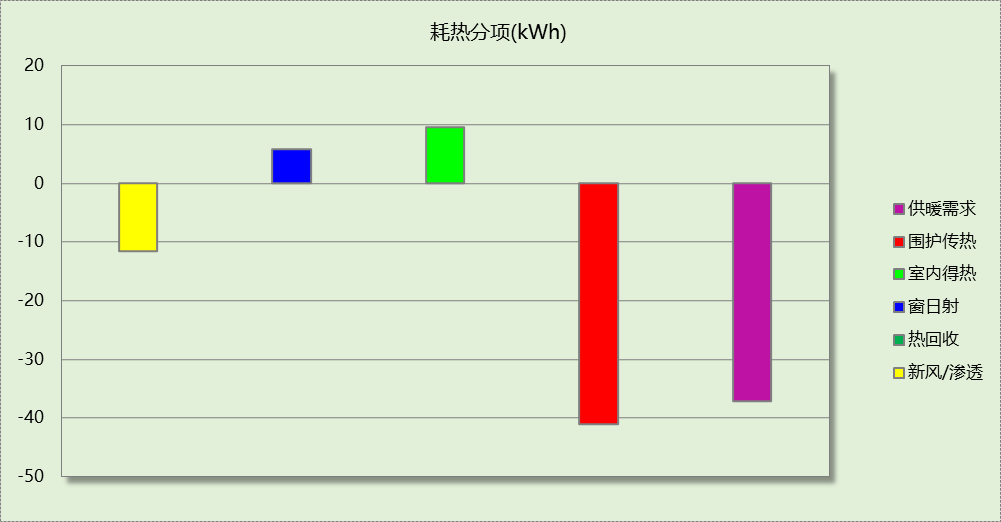 耗热分项(kWh)
20
10
0
-10
-20
-30
-40
-50
供暖需求
围护传热
室内得热
窗日射
热回收
新风/渗透